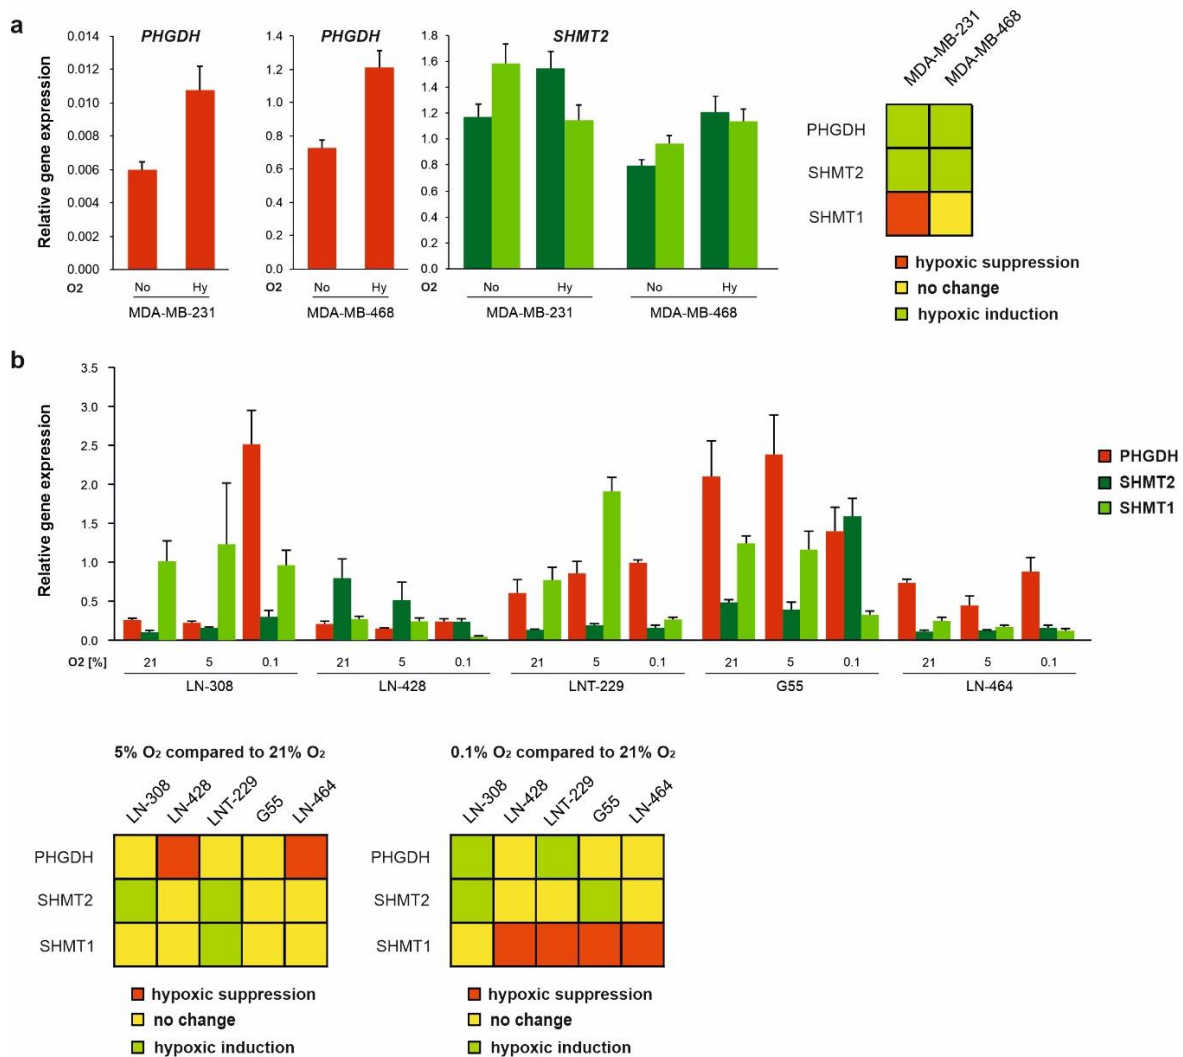 a
PHGDH
PHGDH
SHMT2
MDA-MB-231
MDA-MB-468
Relative gene expression
0.014
0.012
0.010
0.008
0.006
0.004
0.002
0.000
1.4
1.2
1.0
0.8
0.6
0.4
0.2
0.0
1.8
1.6
1.4
1.2
1.0
1.8
1.6
1.4
1.2
0.0
PHGDH
SHMT2
SHMT1
hypoxic suppression
no change
hypoxic induction
O2 No Hy
O2 No Hy
O2 No Hy No Hy
MDA-MB-231
MDA-MB-468
MDA-MB-231
MDA-MB-468
b
Relative gene expression
3.5
3.0
2.5
2.0
1.5
1.0
0.5
0.0
PHGDH
SHMT2
SHMT1
O2 [%] 21 5 0.1 21 5 0.1 21 5 0.1 21 5 0.1 21 5 0.1
LN-308 LN-428 LNT-229 G55 LN-464
5% O2 compared to 21% O2
LN-308 LN-428 LNT-229 G55 LN-464
PHGDH
SHMT2
SHMT1
hypoxic suppression
no change
hypoxic induction
0.1% O2 compared to 21% O2
LN-308 LN-428 LNT-229 G55 LN-464
PHGDH
SHMT2
SHMT1
hypoxic suppression
no change
hypoxic induction